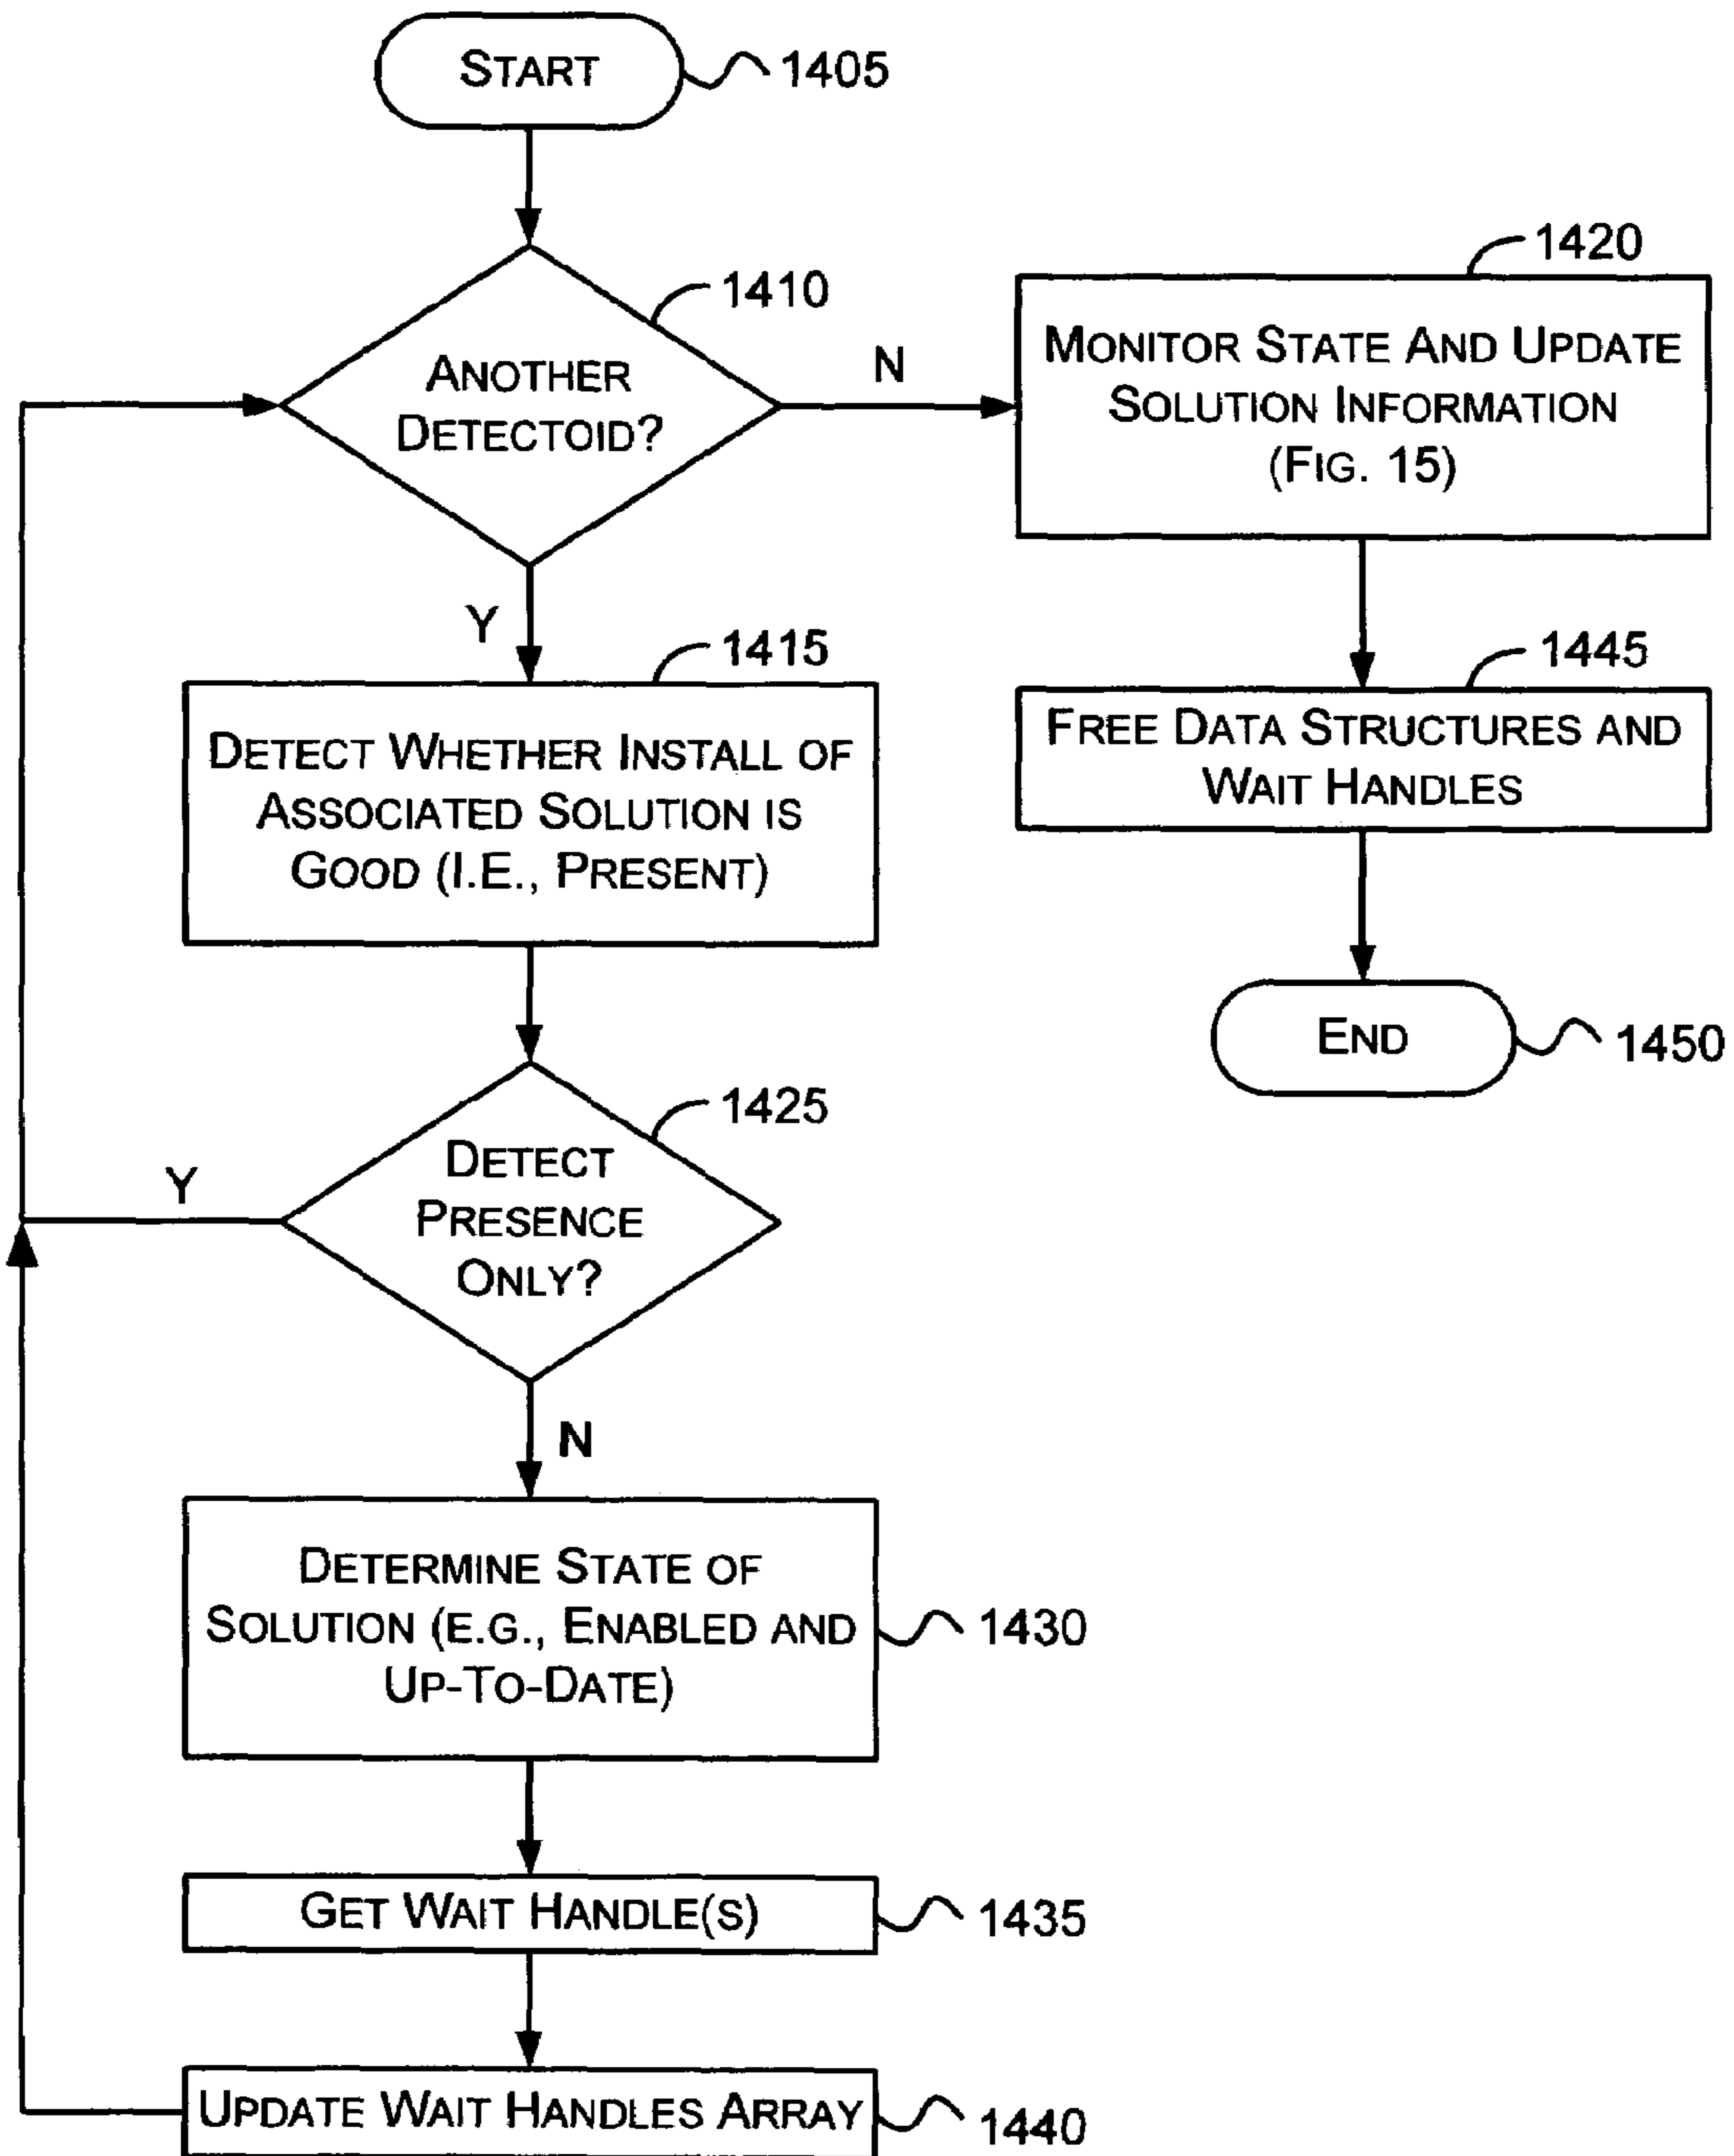 START
1405
1410
ANOTHER
DETECTOID?
N
Y
1420
MONITOR STATE AND UPDATE
SOLUTION INFORMATION
(FIG. 15)
1415
DETECT WHETHER INSTALL OF
ASSOCIATED SOLUTION IS
GOOD (I.E., PRESENT)
1445
FREE DATA STRUCTURES AND
WAIT HANDLES
END
1450
1425
DETECT
PRESENCE
ONLY?
Y
N
DETERMINE STATE OF
SOLUTION (E.G., ENABLED AND
UP-TO-DATE)
1430
GET WAIT HANDLE(S)
1435
UPDATE WAIT HANDLES ARRAY
1440